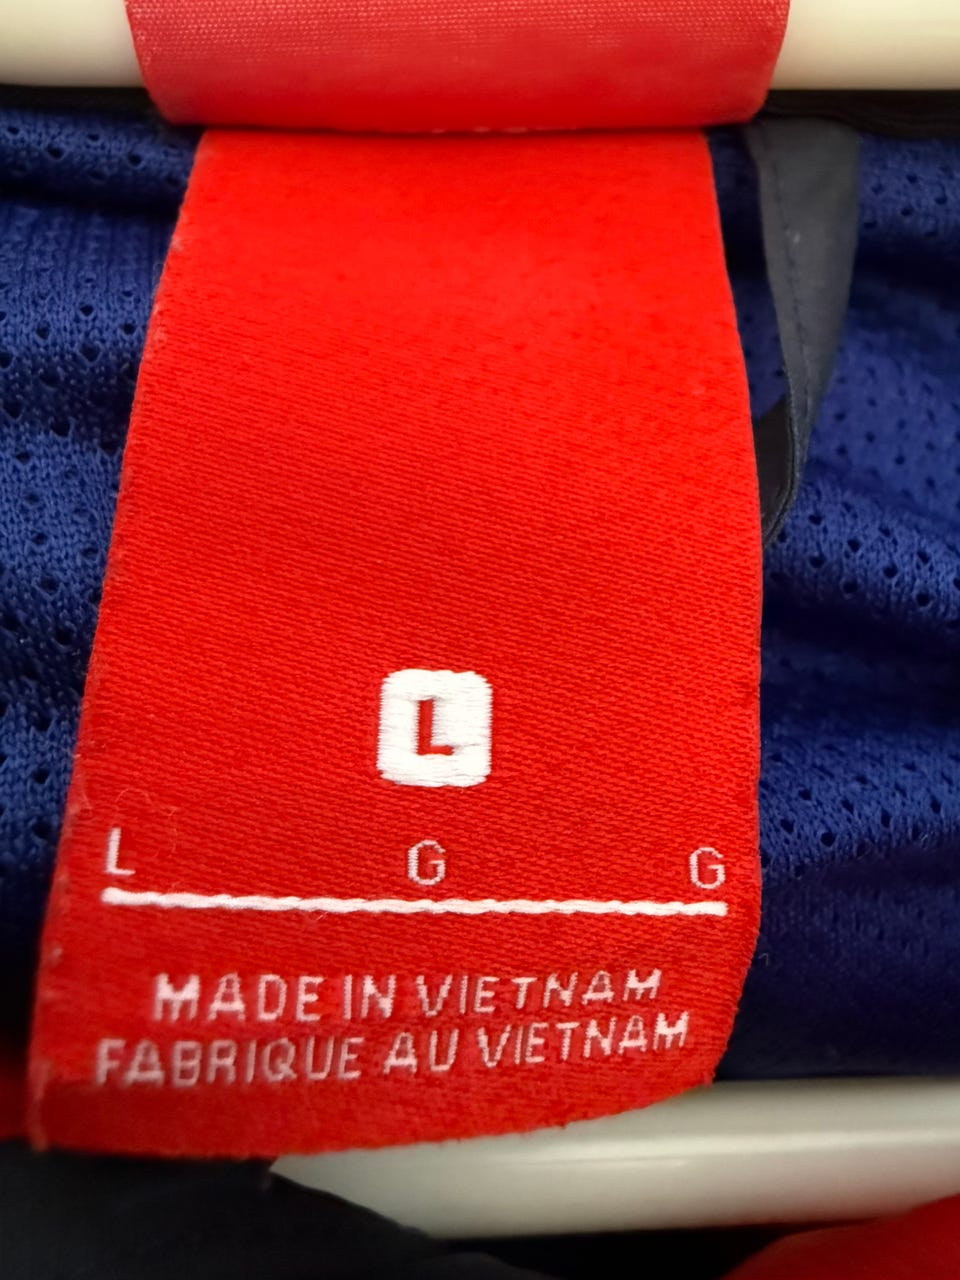 L
L G G
MADE IN VIETNAM
FABRIQUE AU VIETNAM